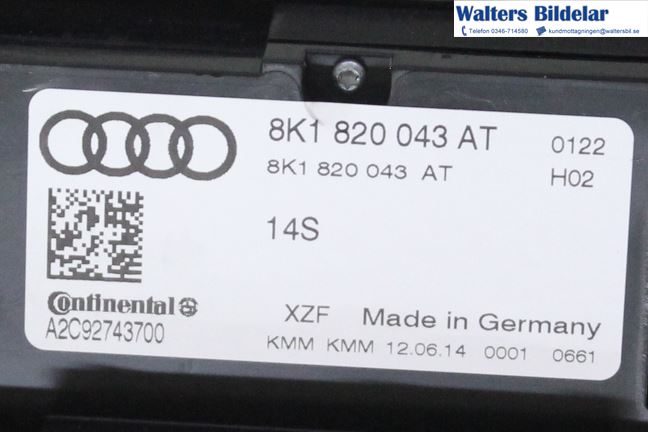 Walters Bildelar
Telefon 0346-714580 kundmottagningen@waltersbil.se
8K1 820 043 AT 0122
8K1 820 043 AT H02
14S
Continental
XZF Made in Germany
A2C92743700
KMM KMM 12.06.14 0001 0661